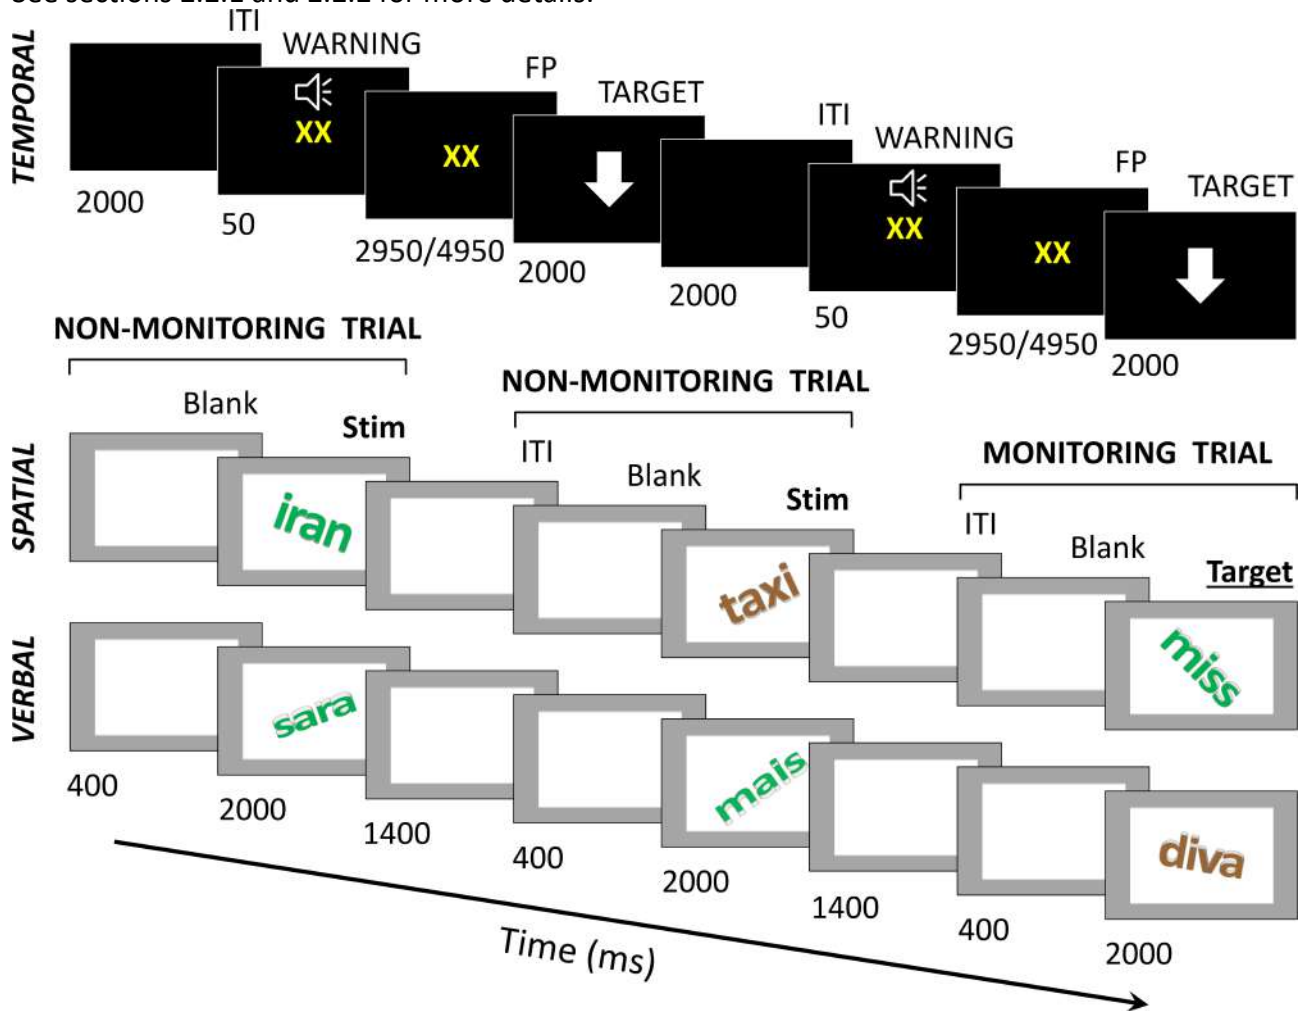 ITI
WARNING
FP
TARGET
ITI
WARNING
FP
TARGET
TEMPORAL
XX
XX
XX
XX
2000
50
2950/4950
2000
2000
50
2950/4950
2000
NON-MONITORING TRIAL
NON-MONITORING TRIAL
MONITORING TRIAL
Blank
Stim
ITI
Blank
Stim
ITI
Blank
Target
SPATIAL
iran
taxi
miss
VERBAL
sara
mais
diva
400
2000
1400
400
2000
1400
400
2000
Time (ms)